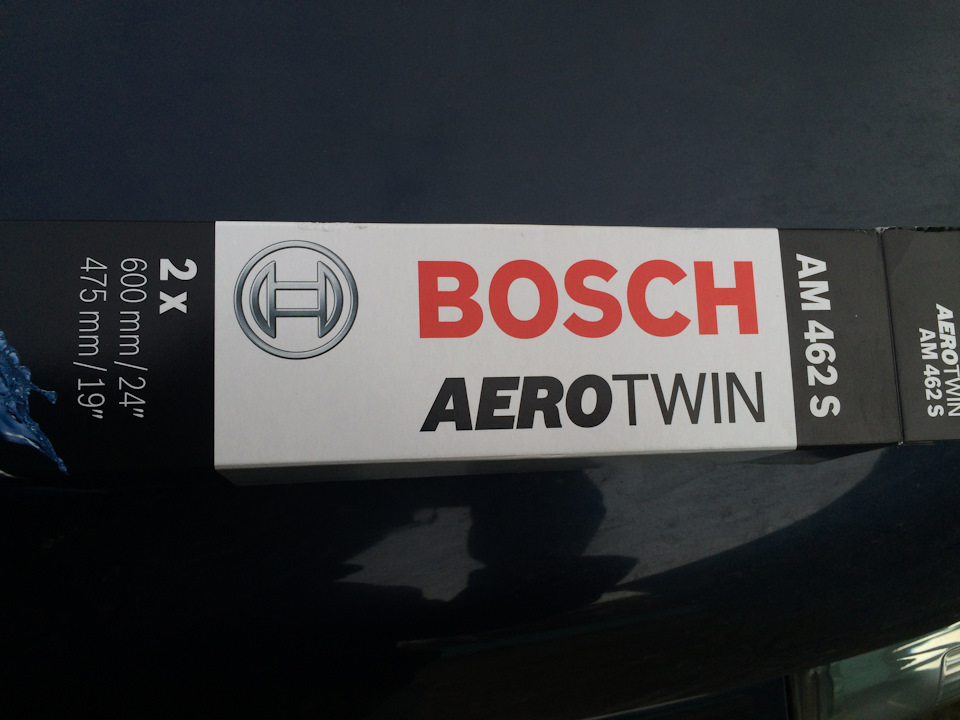 2 x
600 mm / 24"
475 mm / 19"
BOSCH
AEROTWIN
AM 462 S
AEROTWIN
AM 462 S